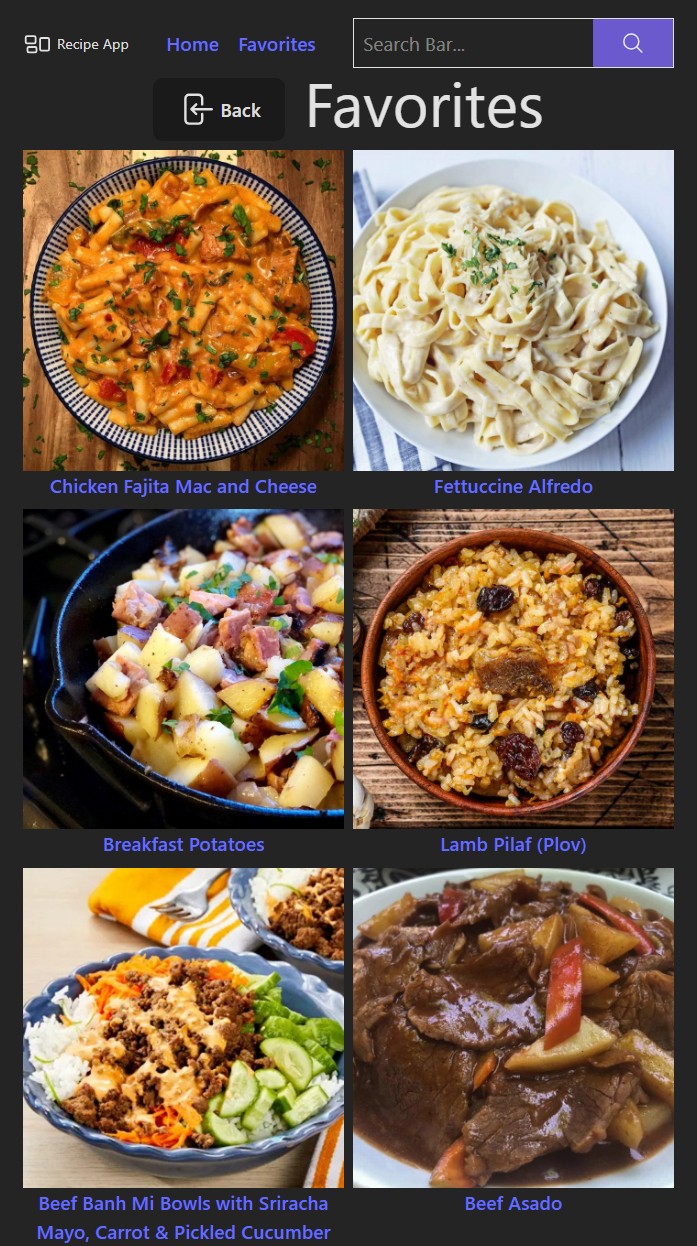 Recipe App
Home
Favorites
Search Bar...
Back
Favorites
Chicken Fajita Mac and Cheese
Fettuccine Alfredo
Breakfast Potatoes
Lamb Pilaf (Plov)
Beef Banh Mi Bowls with Sriracha
Mayo, Carrot & Pickled Cucumber
Beef Asado